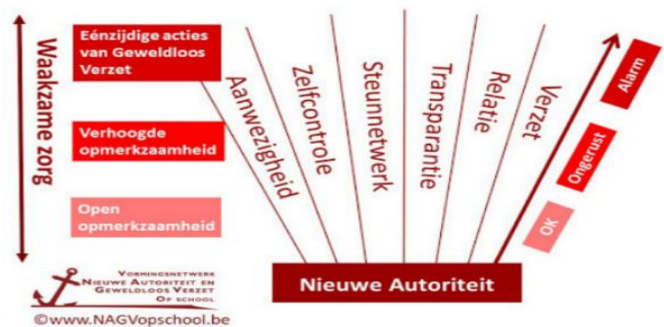 Waakzame zorg
Eénzijdige acties
van Geweldloos
Verzet
Verhoogde
opmerkzaamheid
Open
opmerkzaamheid
Aanwezigheid
Zelfcontrole
Steunnetwerk
Transparantie
Relatie
Verzet
Alarm
Ongerust
OK
Nieuwe Autoriteit
VORMINGSNETWERK
NIEUWE AUTORITEIT EN
GEWELDLOOS VERZET
OP SCHOOL
©www.NAGVopschool.be